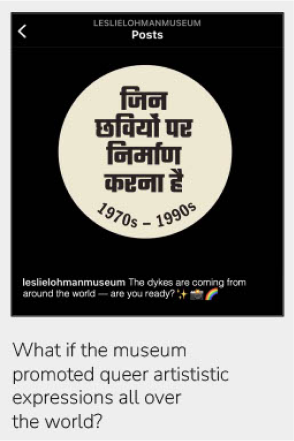 LESLIELOHMANMUSEUM
Posts
जिन
छवियों पर
निर्माण
करना है
1970s – 1990s
leslielohmanmuseum The dykes are coming from
around the world — are you ready?✨📸🌈
What if the museum
promoted queer artististic
expressions all over
the world?